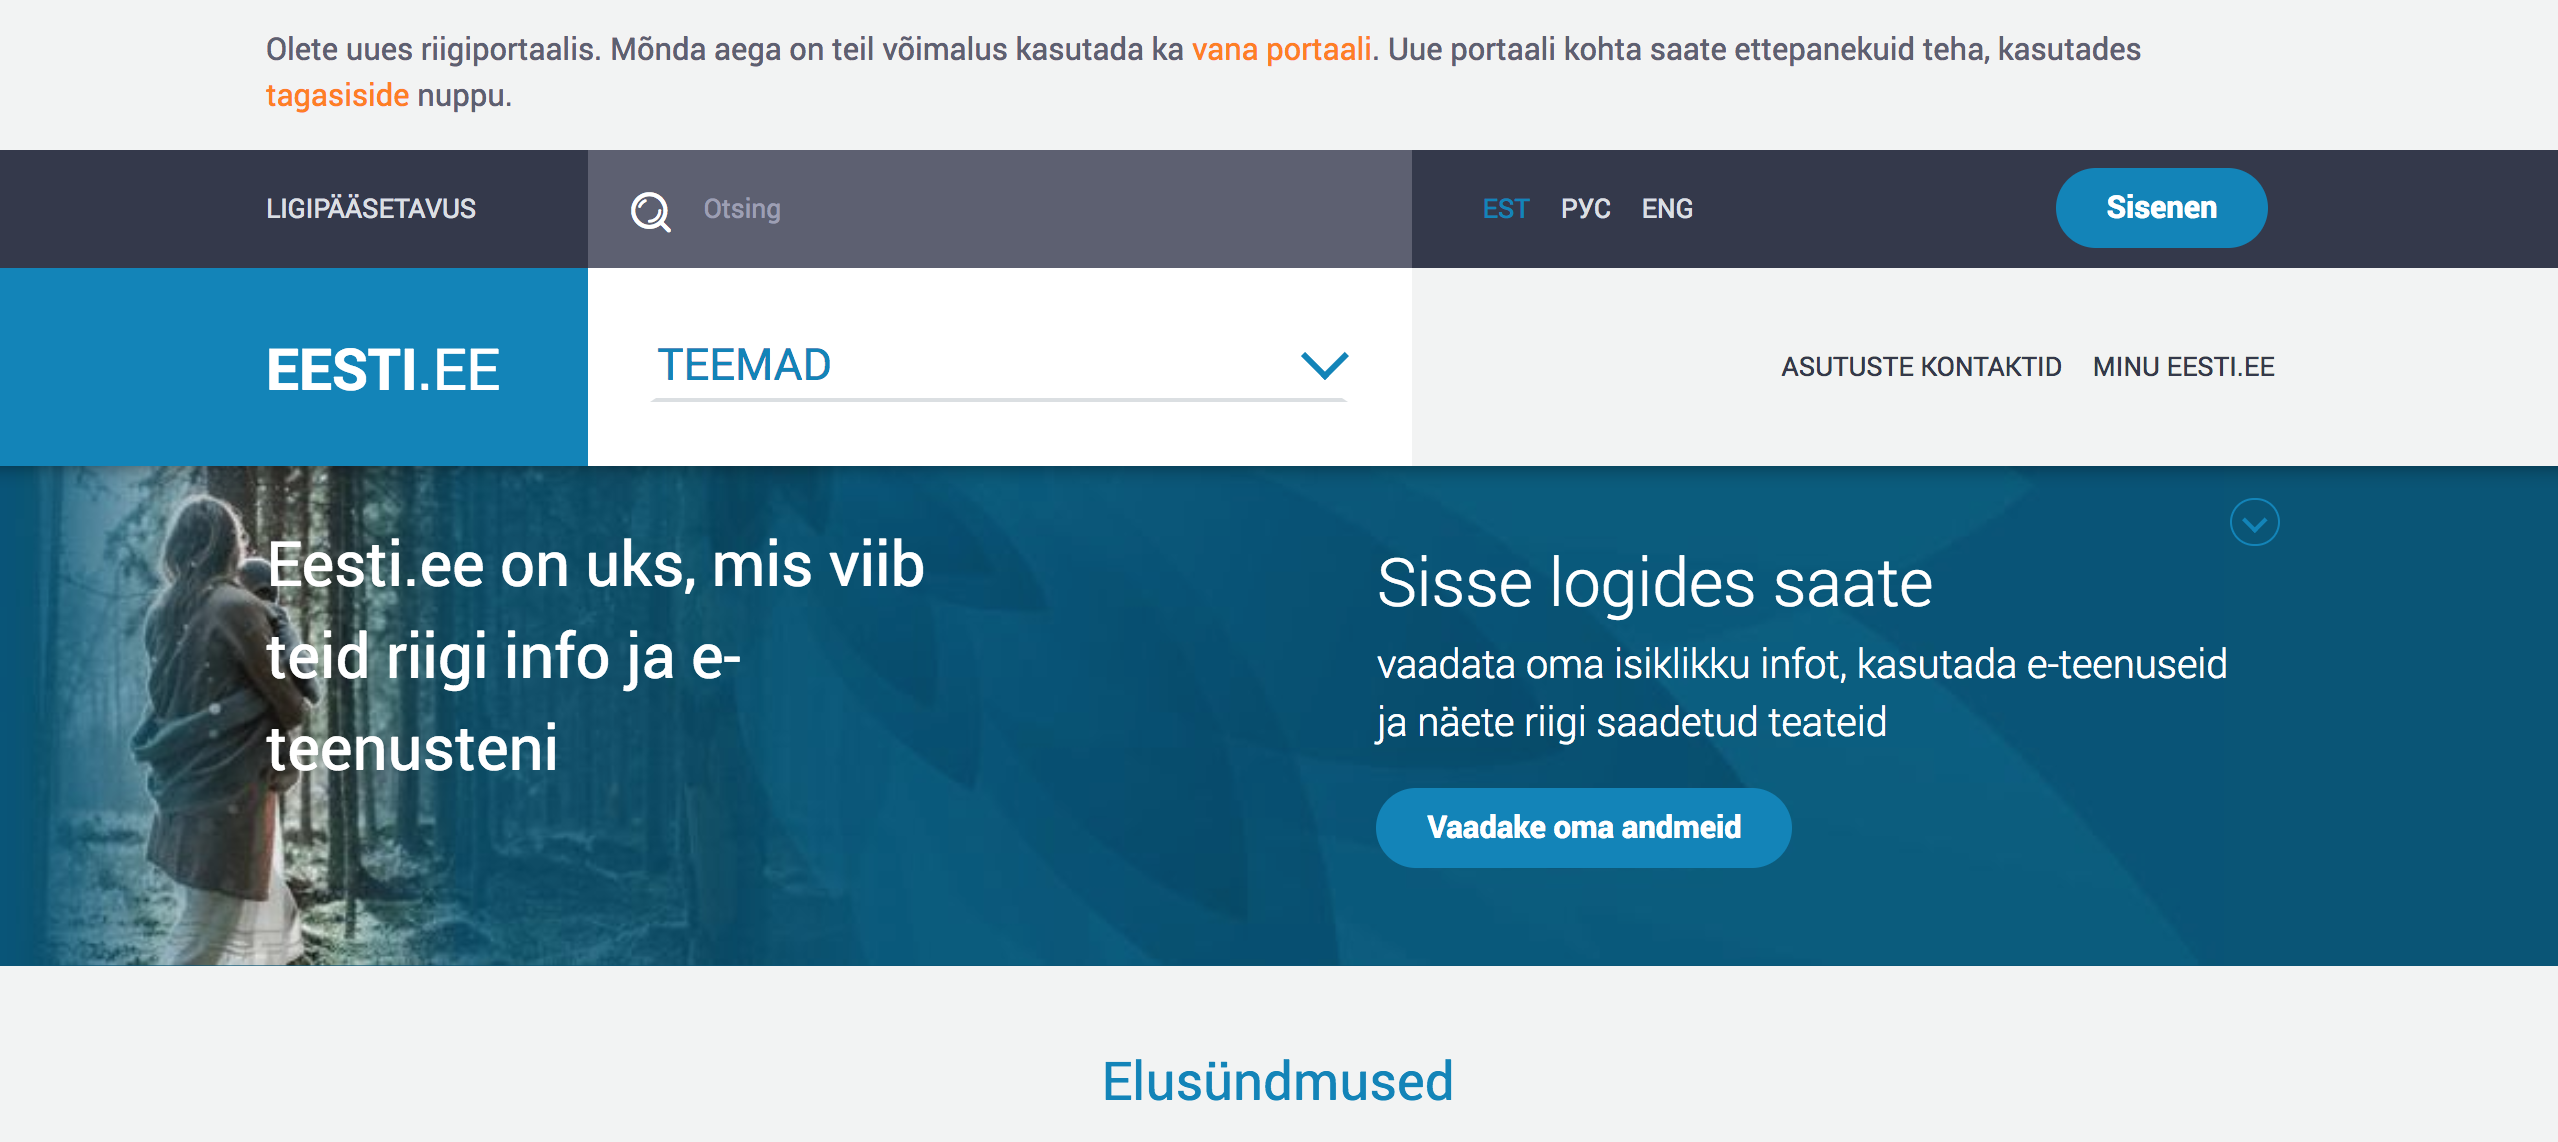 Olete uues riigiportaalis. Mõnda aega on teil võimalus kasutada ka vana portaali. Uue portaali kohta saate ettepanekuid teha, kasutades
tagasiside nuppu.
LIGIPÄÄSETAVUS
Otsing
EST РУС ENG
Sisenen
EESTI.EE
TEEMAD
ASUTUSTE KONTAKTID MINU EESTI.EE
Eesti.ee on uks, mis viib
teid riigi info ja e-
teenusteni
Sisse logides saate
vaadata oma isiklikku infot, kasutada e-teenuseid
ja näete riigi saadetud teateid
Vaadake oma andmeid
Elusündmused